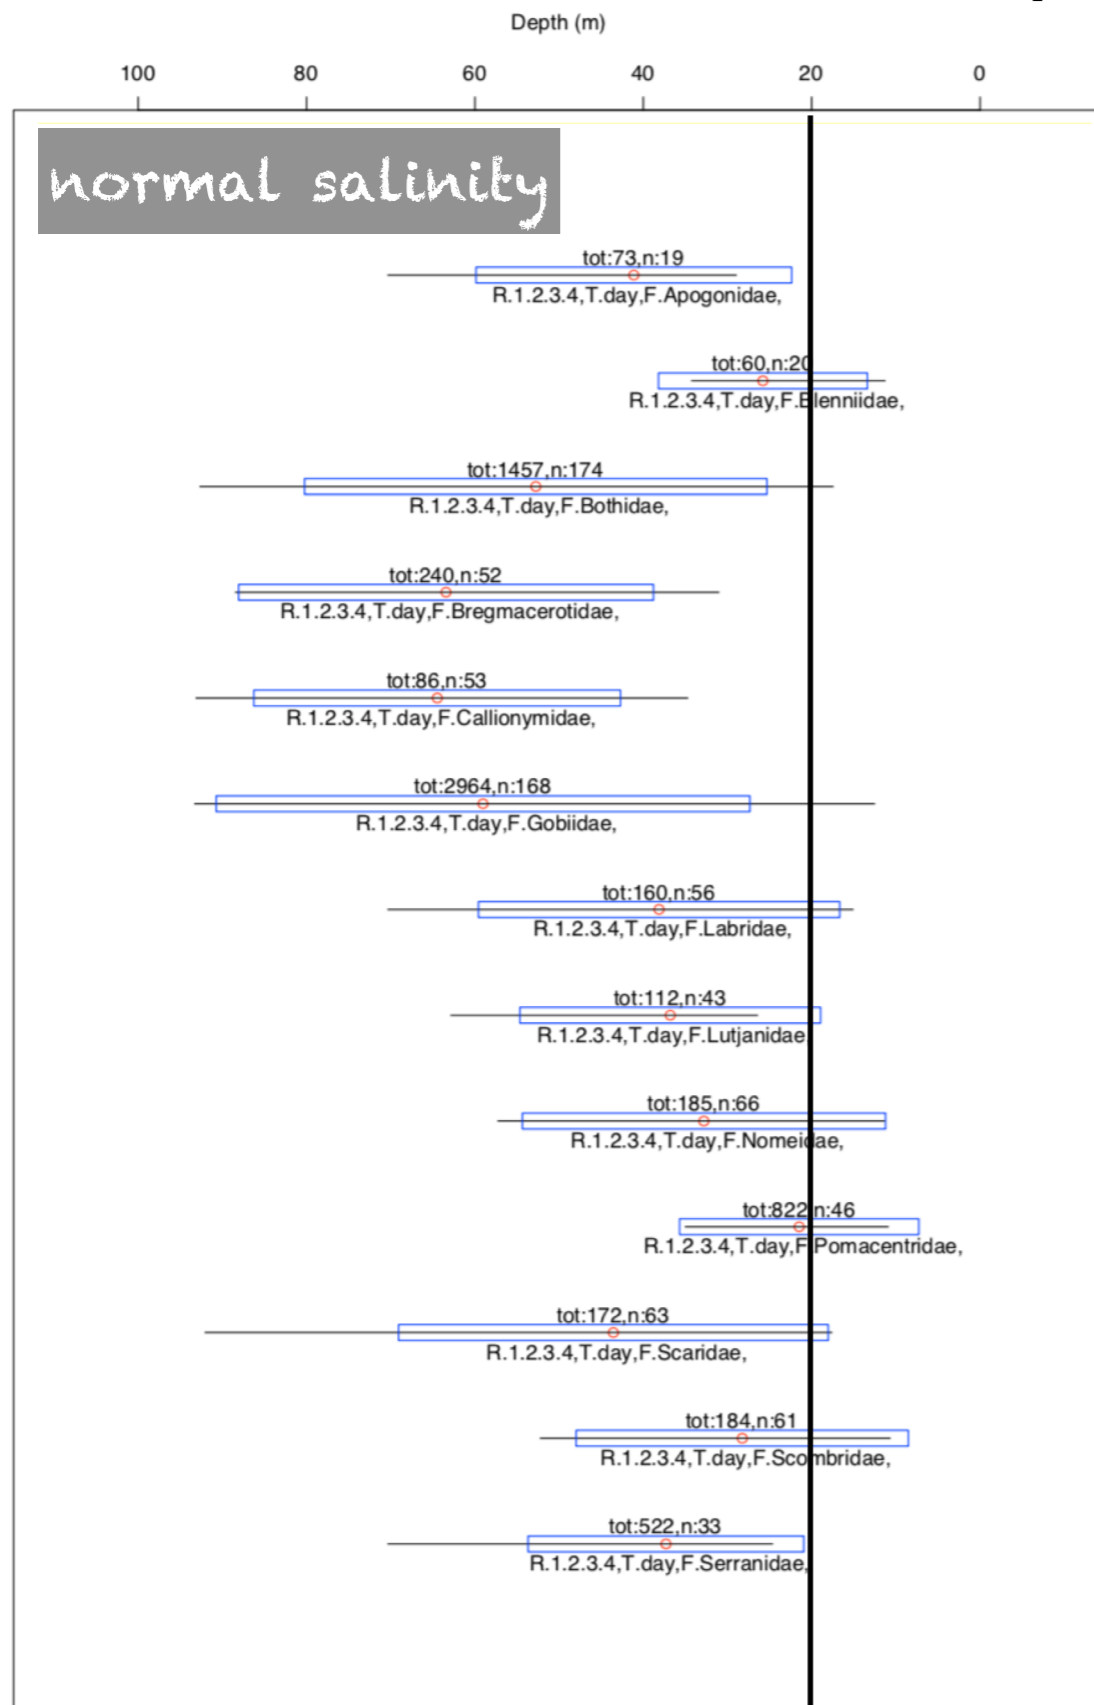 Depth (m)
100 80 60 40 20 0
normal salinity
tot:73,n:19
R.1.2.3.4,T.day,F.Apogonidae,
tot:60,n:20
R.1.2.3.4,T.day,F.Blenniidae,
tot:1457,n:174
R.1.2.3.4,T.day,F.Bothidae,
tot:240,n:52
R.1.2.3.4,T.day,F.Bregmacerotidae,
tot:86,n:53
R.1.2.3.4,T.day,F.Callionymidae,
tot:2964,n:168
R.1.2.3.4,T.day,F.Gobiidae,
tot:160,n:56
R.1.2.3.4,T.day,F.Labridae,
tot:112,n:43
R.1.2.3.4,T.day,F.Lutjanidae,
tot:185,n:66
R.1.2.3.4,T.day,F.Nomeidae,
tot:822,n:46
R.1.2.3.4,T.day,F.Pomacentridae,
tot:172,n:63
R.1.2.3.4,T.day,F.Scaridae,
tot:184,n:61
R.1.2.3.4,T.day,F.Scombridae,
tot:522,n:33
R.1.2.3.4,T.day,F.Serranidae,